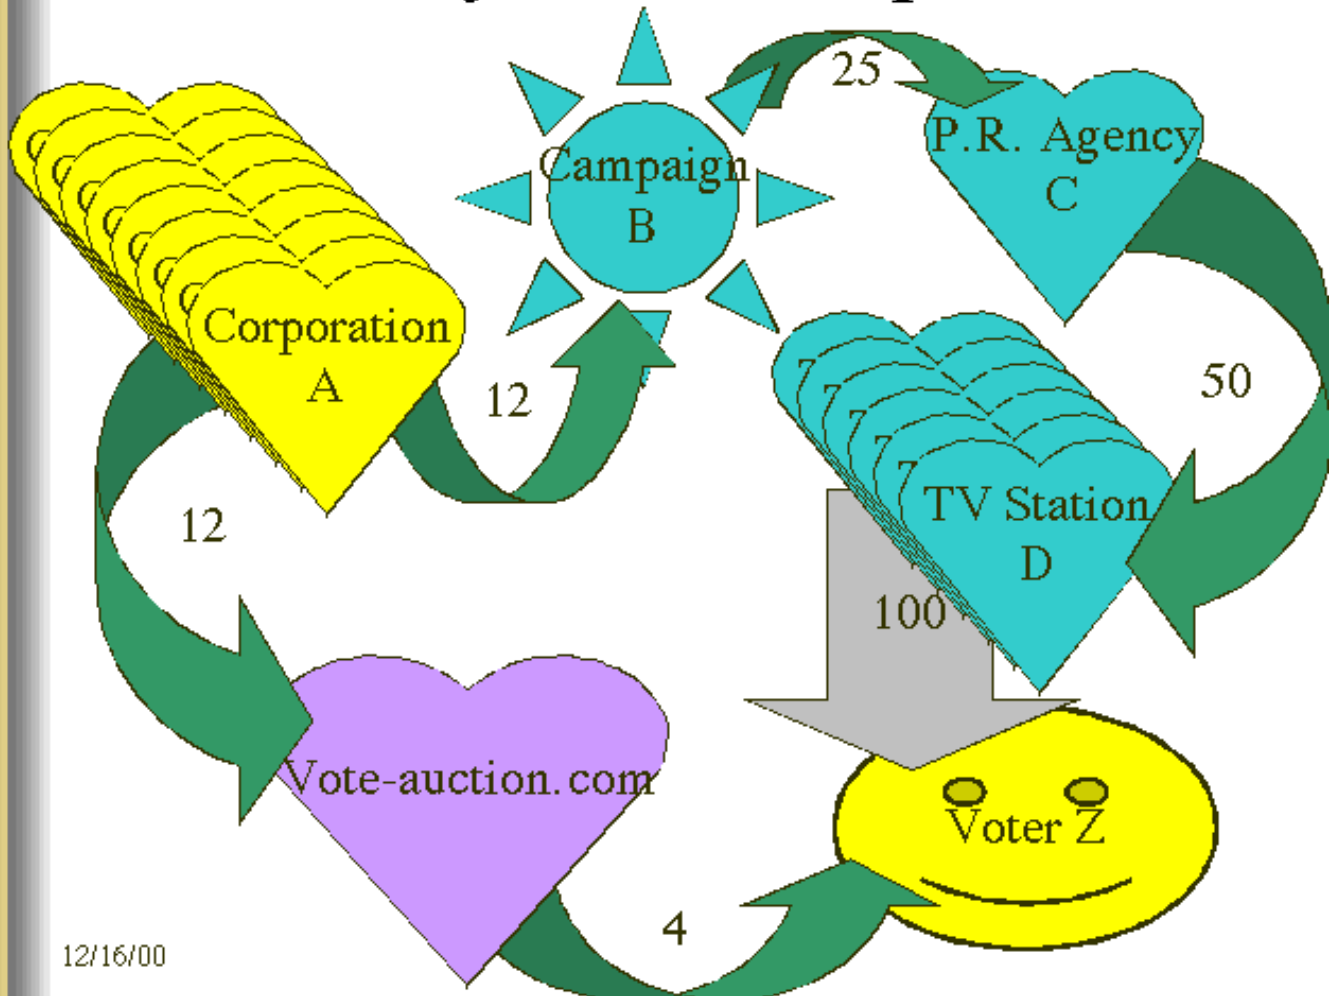 25
Campaign
B
P.R. Agency
C
Corporation
A
12
50
TV Station
D
12
100
Vote-auction.com
Voter Z
4
12/16/00